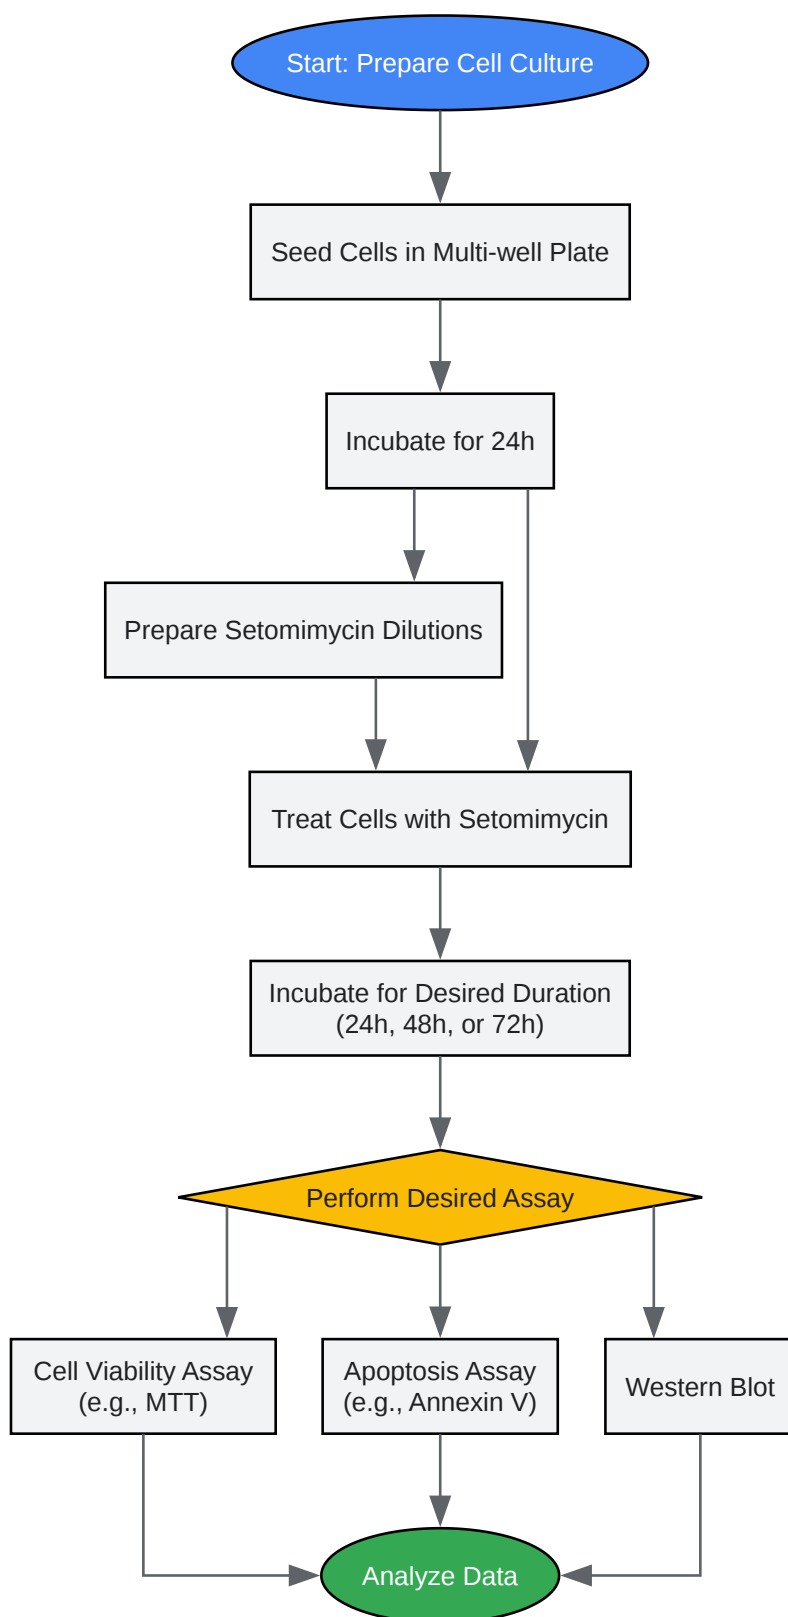 Start: Prepare Cell Culture
Seed Cells in Multi-well Plate
Incubate for 24h
Prepare Setomimycin Dilutions
Treat Cells with Setomimycin
Incubate for Desired Duration
(24h, 48h, or 72h)
Perform Desired Assay
Cell Viability Assay
(e.g., MTT)
Apoptosis Assay
(e.g., Annexin V)
Western Blot
Analyze Data